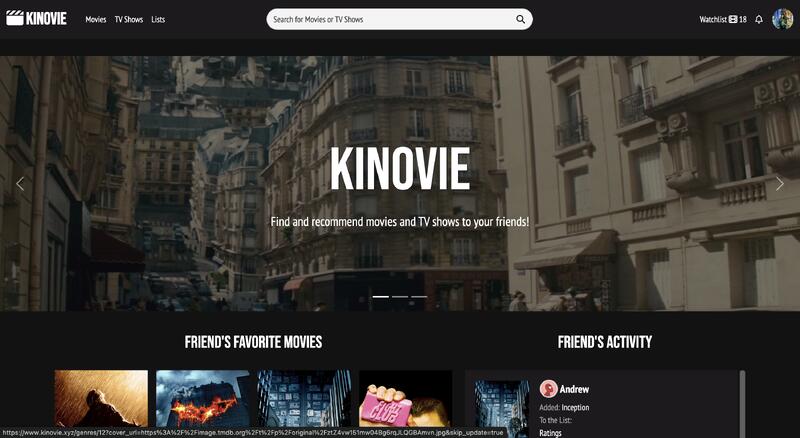 KINOVIE
Movies TV Shows Lists
Search for Movies or TV Shows
Watchlist 18
KINOVIE
Find and recommend movies and TV shows to your friends!
FRIEND'S FAVORITE MOVIES
FRIEND'S ACTIVITY
FIGHT
CLUB
Andrew
Added: Inception
To the List:
Ratings
https://www.kinovie.xyz/genres/12?cover_url=https%3A%2F%2Fimage.tmdb.org%2Ft%2Fp%2Foriginal%2FztZ4vw151mw04Bg6rqJLQGBAmvn.jpg&skip_update=true